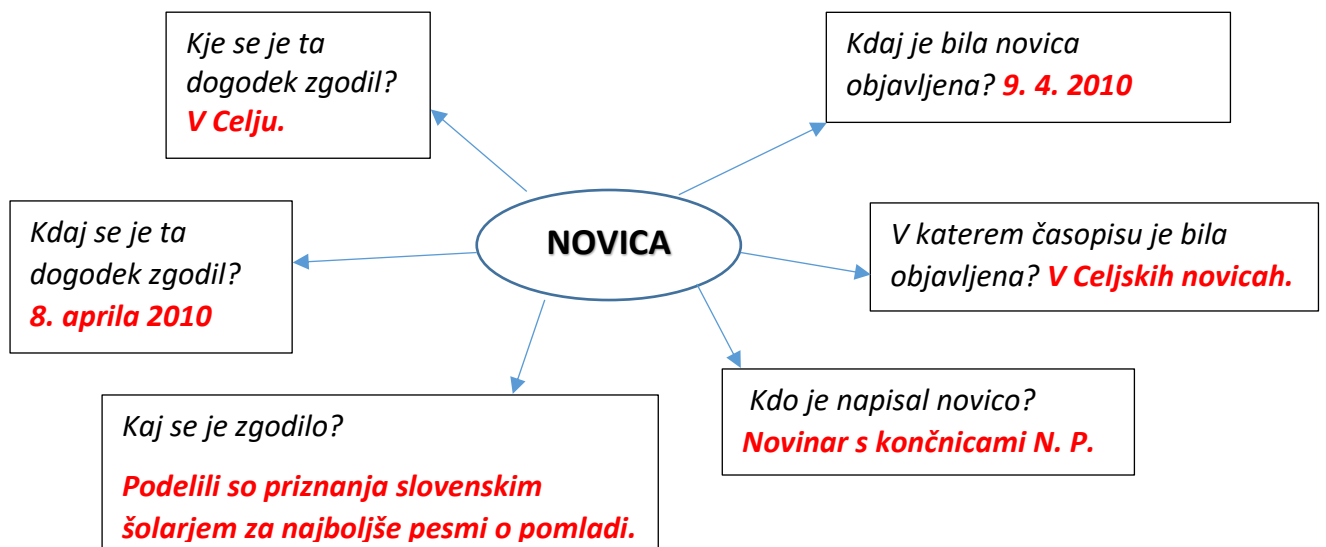 Kje se je ta
dogodek zgodil?
V Celju.
Kdaj je bila novica
objavljena? 9. 4. 2010
Kdaj se je ta
dogodek zgodil?
8. aprila 2010
NOVICA
V katerem časopisu je bila
objavljena? V Celjskih novicah.
Kaj se je zgodilo?
Podelili so priznanja slovenskim
šolarjem za najboljše pesmi o pomladi.
Kdo je napisal novico?
Novinar s končnicami N. P.